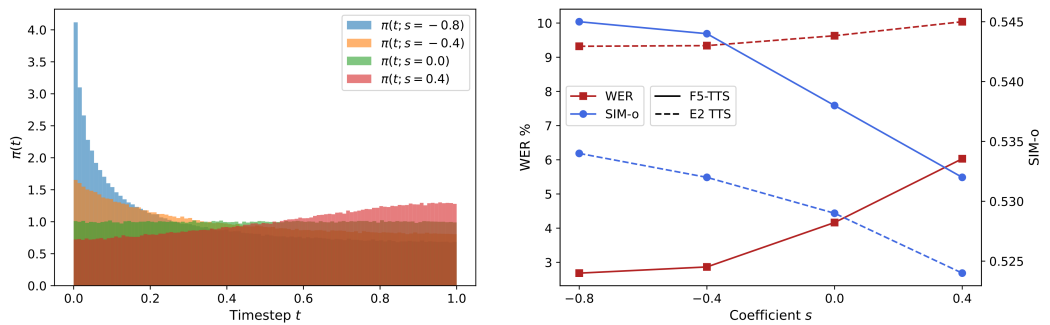 π(t; s = −0.8)
π(t; s = −0.4)
π(t; s = 0.0)
π(t; s = 0.4)
4.0
3.5
3.0
2.5
2.0
1.5
1.0
0.5
0.0
π(t)
0.0 0.2 0.4 0.6 0.8 1.0
Timestep t
10
9
8
7
6
5
4
3
WER %
WER
SIM-o
F5-TTS
E2 TTS
0.545
0.540
0.535
0.530
0.525
SIM-o
−0.8 −0.4 0.0 0.4
Coefficient s